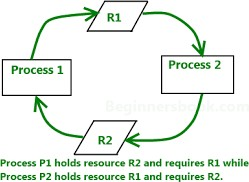 R1
Process 1
Process 2
Beginnersbook.com
R2
Process P1 holds resource R2 and requires R1 while
Process P2 holds resource R1 and requires R2.